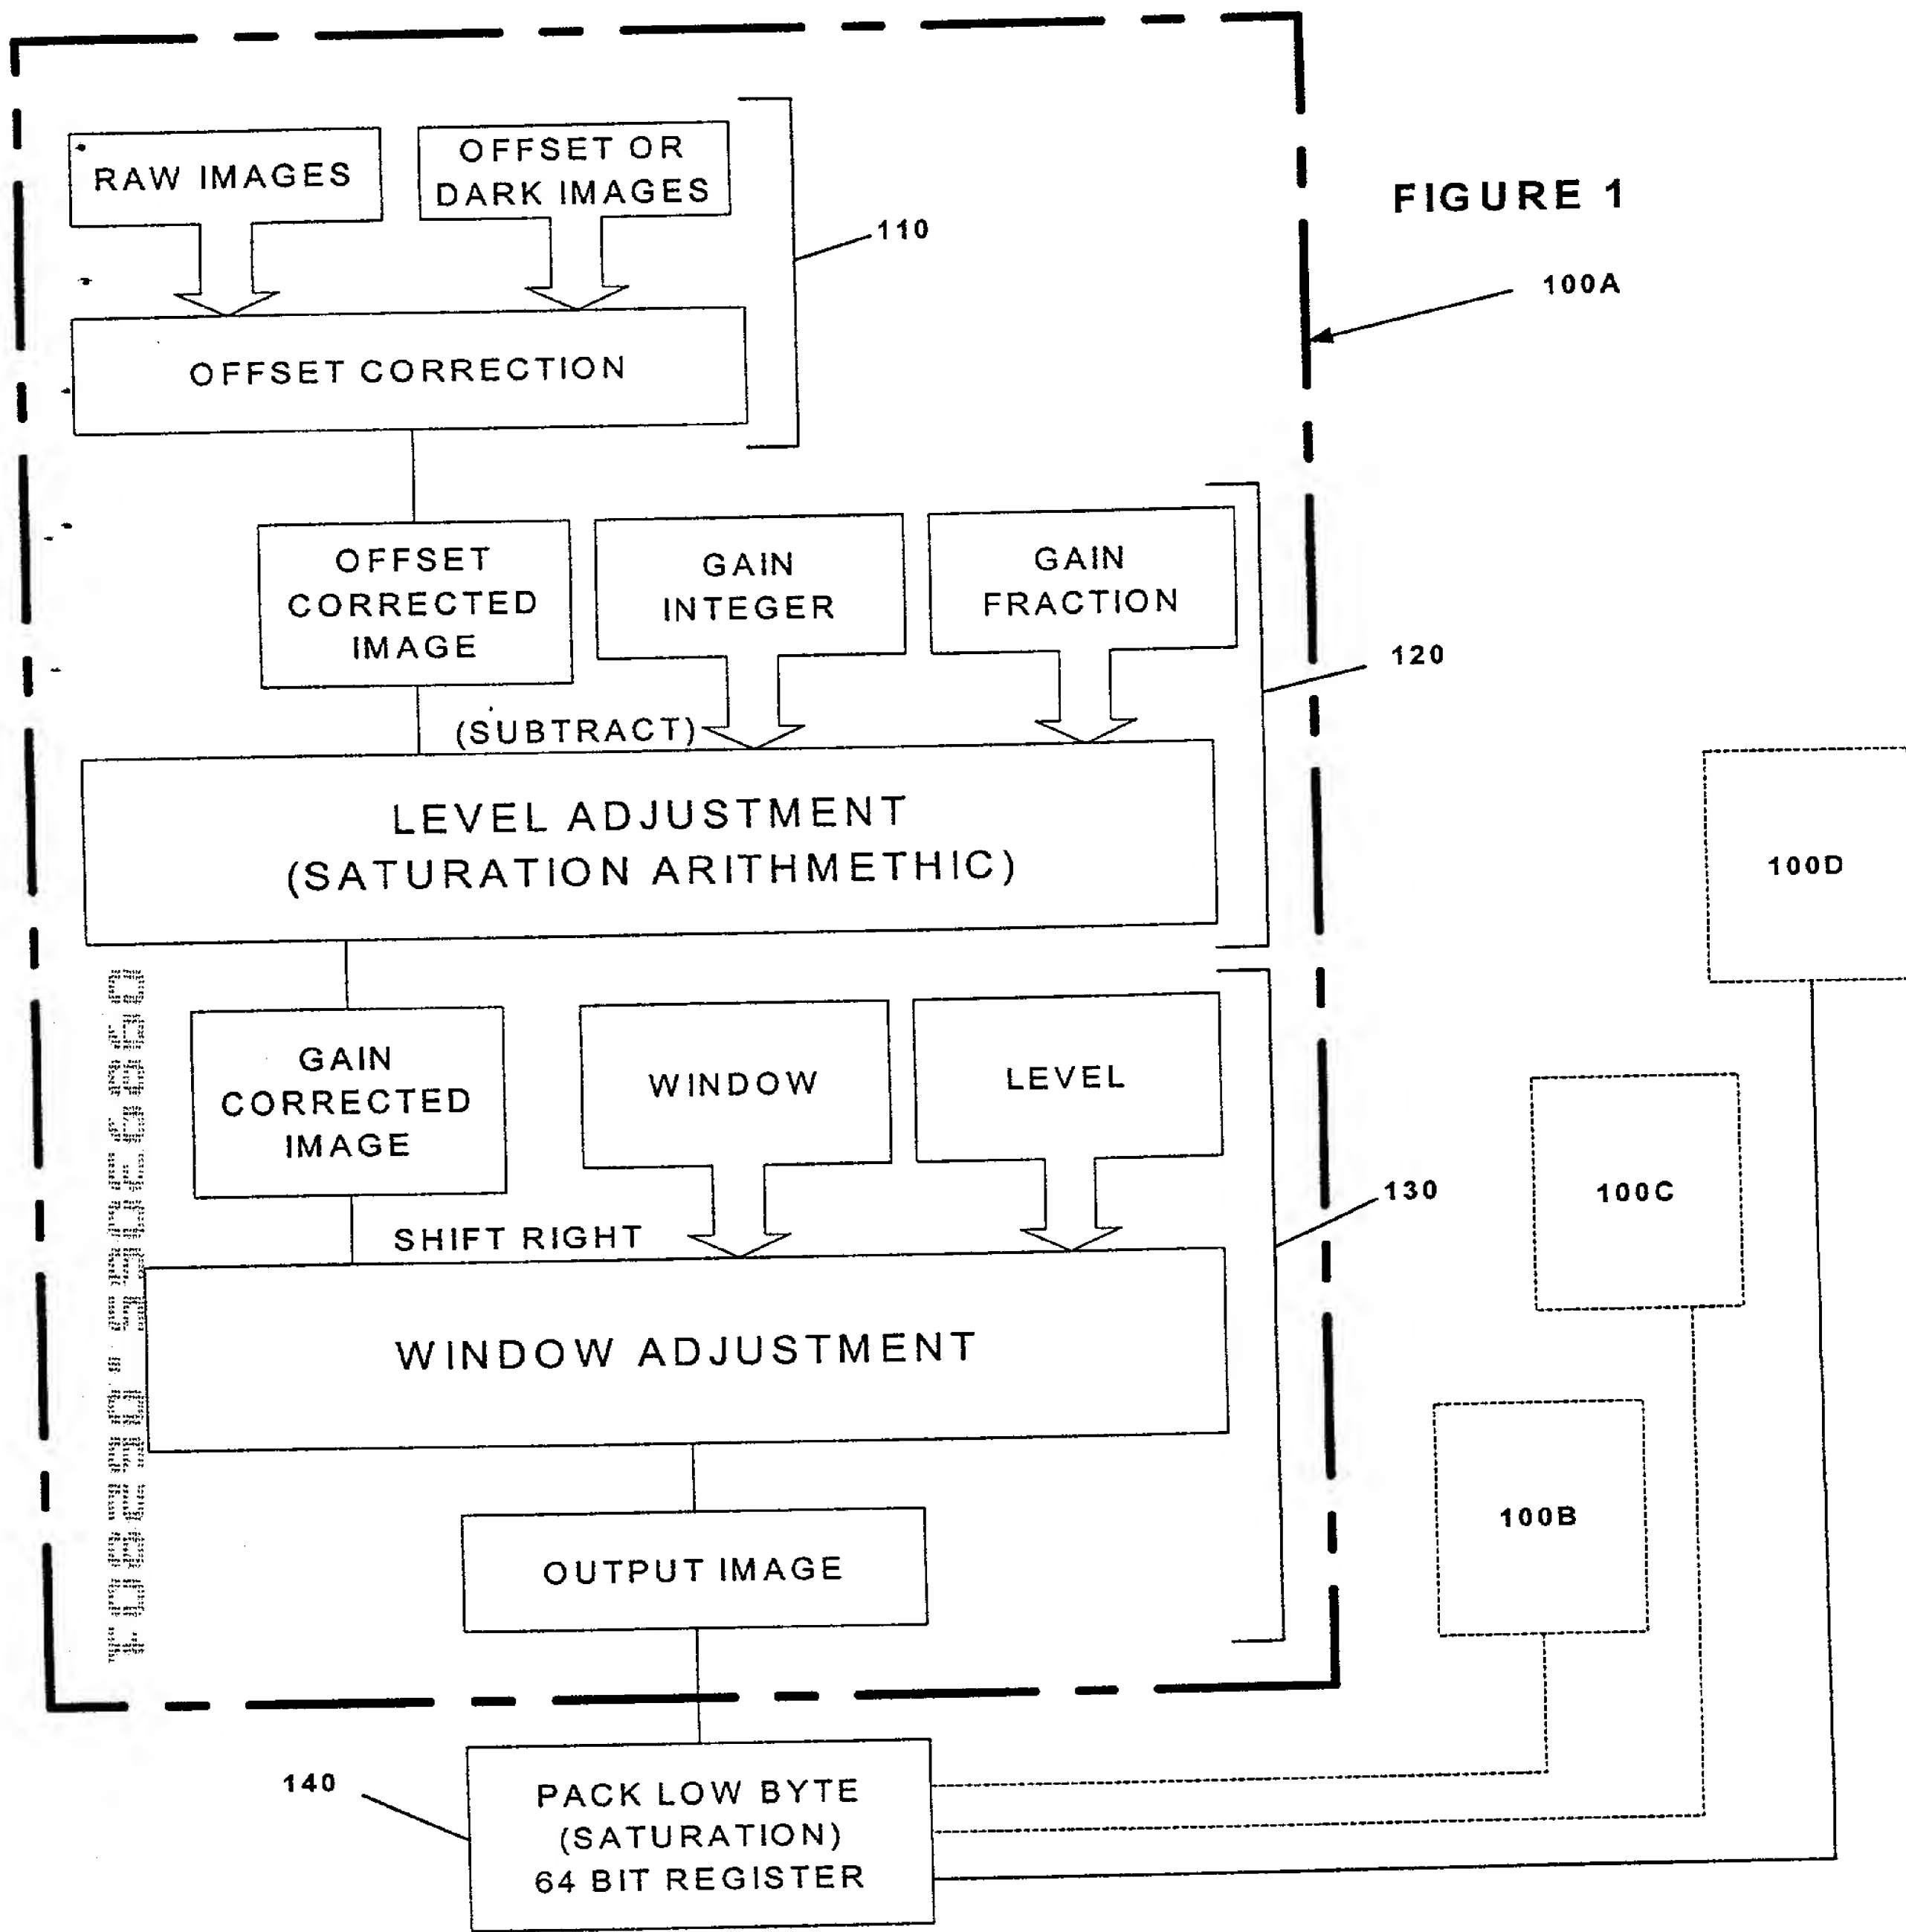 FIGURE 1
100A
RAW IMAGES
OFFSET OR
DARK IMAGES
110
OFFSET CORRECTION
OFFSET
CORRECTED
IMAGE
GAIN
INTEGER
GAIN
FRACTION
120
(SUBTRACT)
LEVEL ADJUSTMENT
(SATURATION ARITHMETHIC)
100D
GAIN
CORRECTED
IMAGE
WINDOW
LEVEL
130
100C
SHIFT RIGHT
WINDOW ADJUSTMENT
100B
OUTPUT IMAGE
140
PACK LOW BYTE
(SATURATION)
64 BIT REGISTER